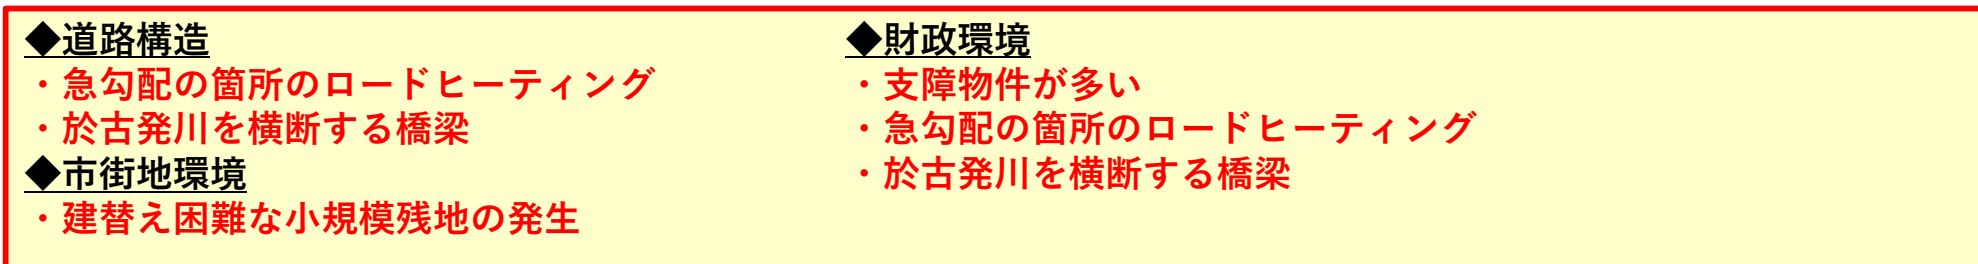 ◆道路構造
・急勾配の箇所のロードヒーティング
・於古発川を横断する橋梁
◆市街地環境
・建替え困難な小規模残地の発生
◆財政環境
・支障物件が多い
・急勾配の箇所のロードヒーティング
・於古発川を横断する橋梁